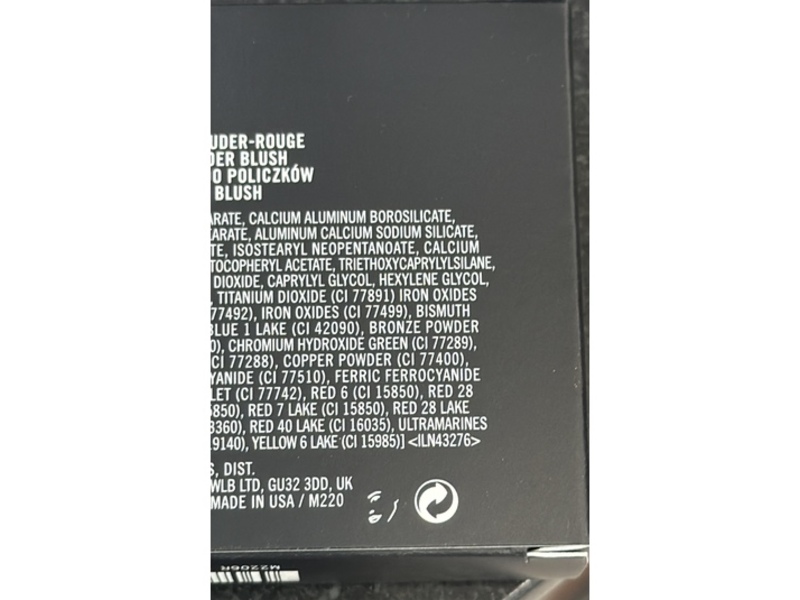 UDER-ROUGE
DER BLUSH
O POLICZKÓW
BLUSH
ARATE, CALCIUM ALUMINUM BOROSILICATE,
EARATE, ALUMINUM CALCIUM SODIUM SILICATE,
TE, ISOSTEARYL NEOPENTANOATE, CALCIUM
TOCOPHERYL ACETATE, TRIETHOXYCAPRYLYLSILANE,
DIOXIDE, CAPRYLYL GLYCOL, HEXYLENE GLYCOL,
, TITANIUM DIOXIDE (CI 77891) IRON OXIDES
77492), IRON OXIDES (CI 77499), BISMUTH
BLUE 1 LAKE (CI 42090), BRONZE POWDER
0), CHROMIUM HYDROXIDE GREEN (CI 77289),
(CI 77288), COPPER POWDER (CI 77400),
YANIDE (CI 77510), FERRIC FERROCYANIDE
LET (CI 77742), RED 6 (CI 15850), RED 28
5850), RED 7 LAKE (CI 15850), RED 28 LAKE
3360), RED 40 LAKE (CI 16035), ULTRAMARINES
19140), YELLOW 6 LAKE (CI 15985)] <ILN43276>
S, DIST.
WLB LTD, GU32 3DD, UK
MADE IN USA / M220
M2206R